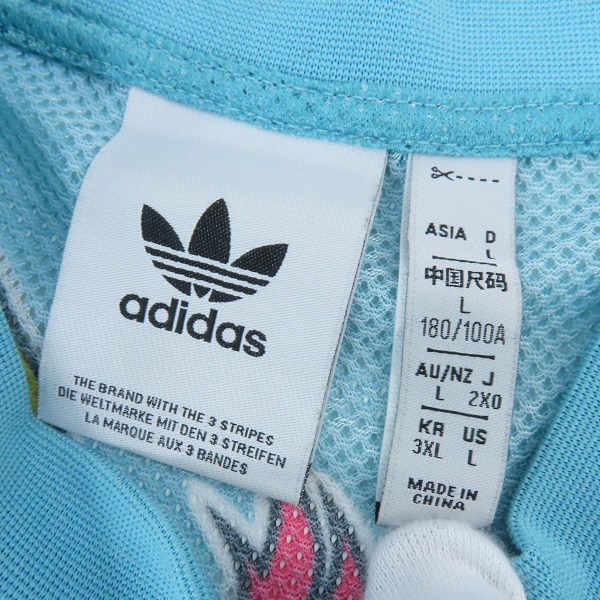 adidas
THE BRAND WITH THE 3 STRIPES
DIE WELTMARKE MIT DEN 3 STREIFEN
LA MARQUE AUX 3 BANDES
ASIA D
L
中国尺码
L
180/100A
AU/NZ J
L 2XO
KR US
3XL L
MADE IN
CHINA